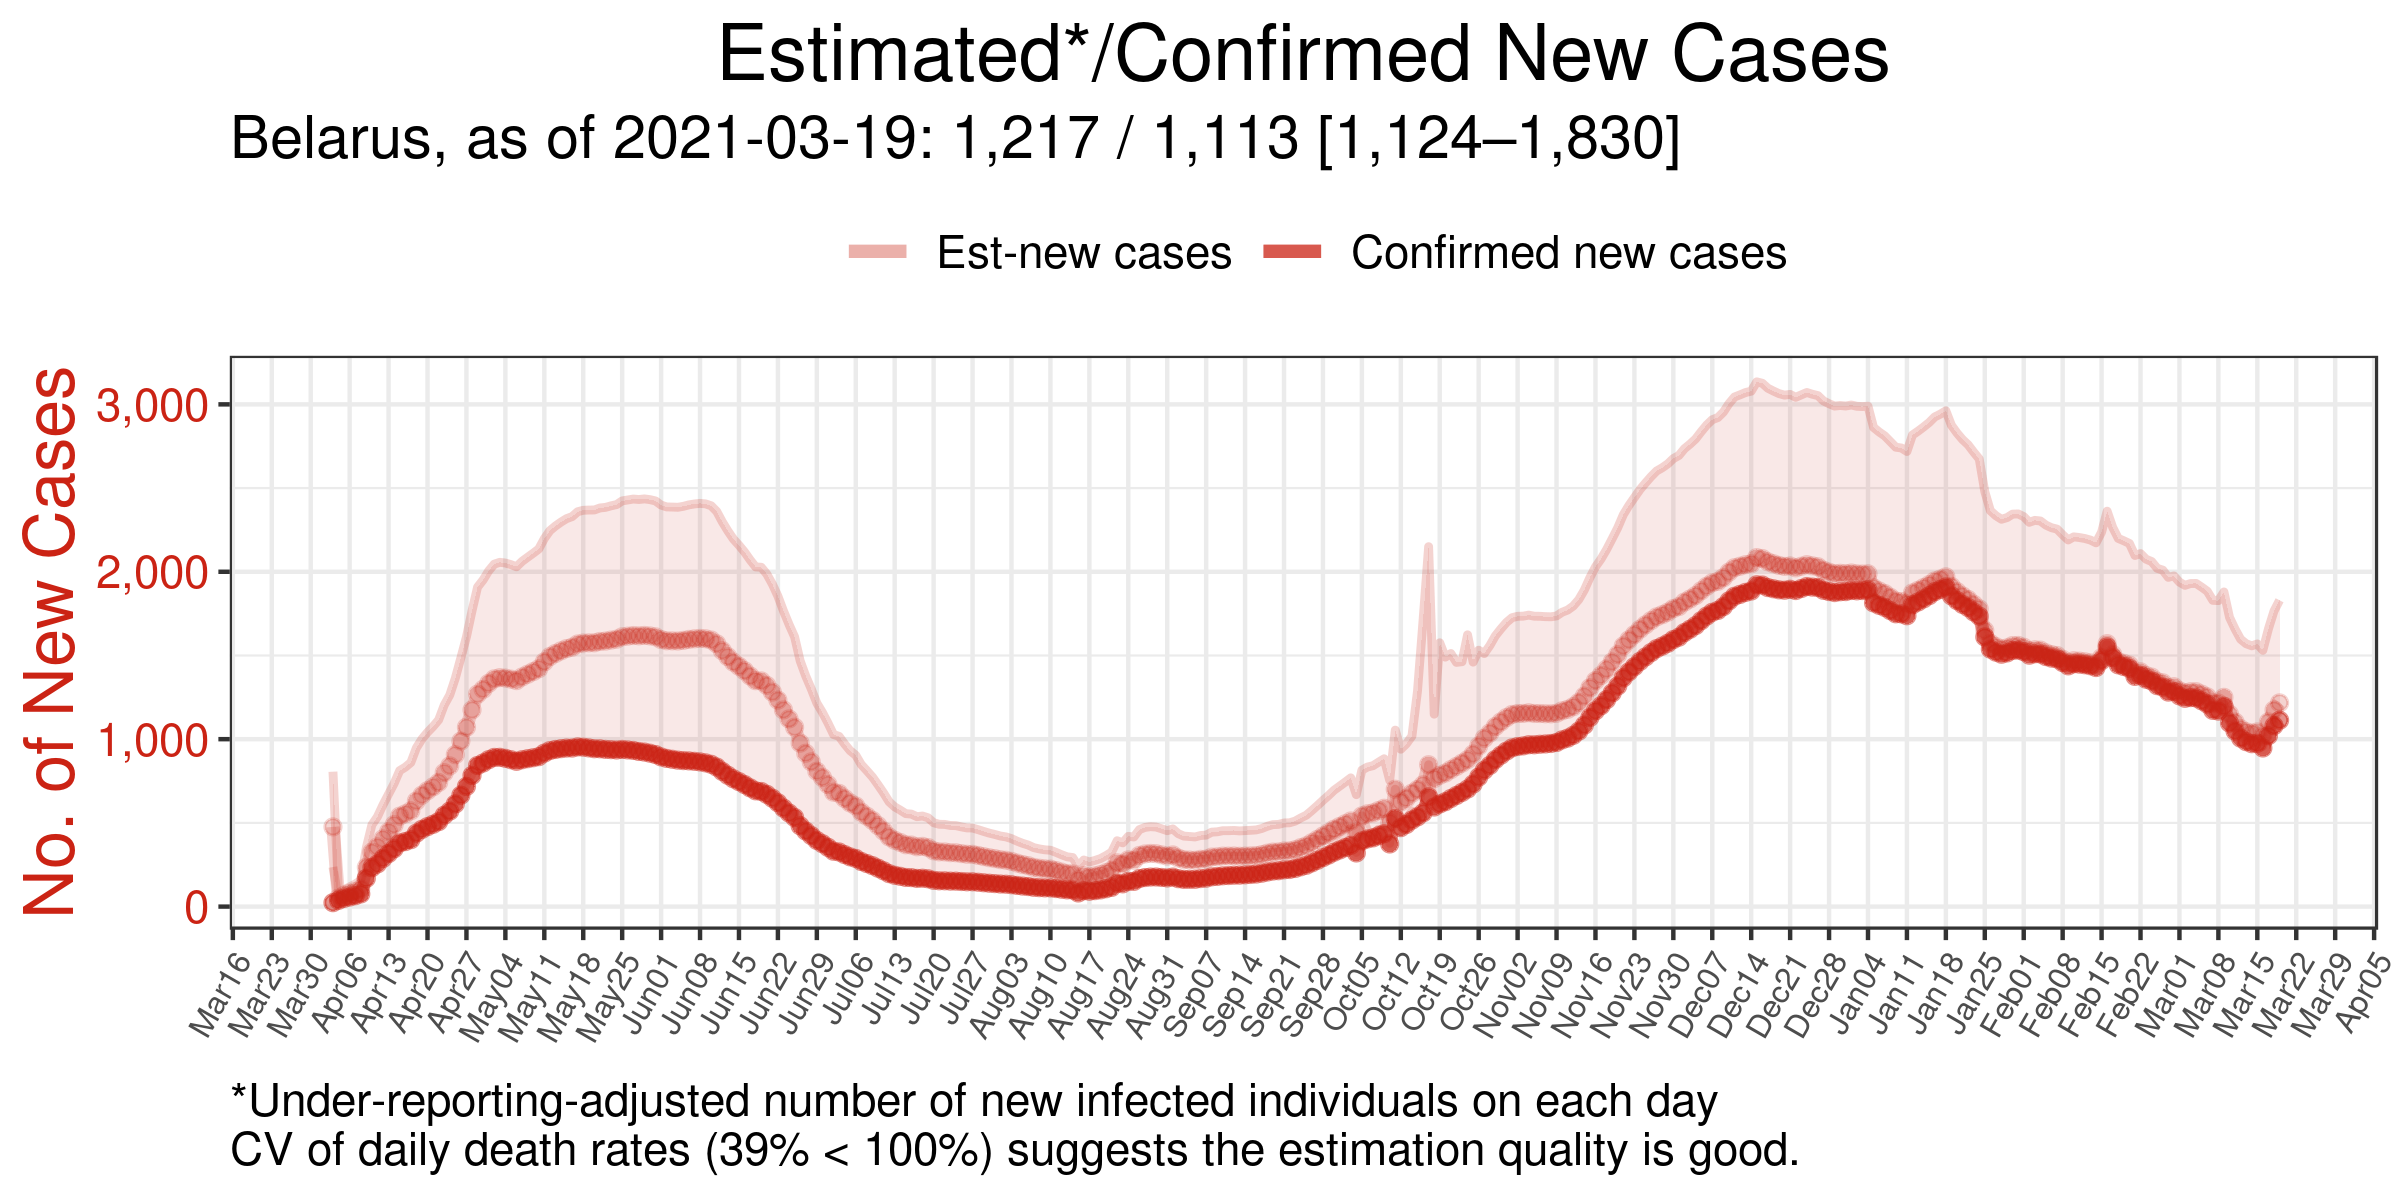 Estimated*/Confirmed New Cases
Belarus, as of 2021-03-19: 1,217 / 1,113 [1,124–1,830]
Est-new cases Confirmed new cases
No. of New Cases
3,000
2,000
1,000
0
Mar16 Mar23 Mar30 Apr06 Apr13 Apr20 Apr27 May04 May11 May18 May25 Jun01 Jun08 Jun15 Jun22 Jun29 Jul06 Jul13 Jul20 Jul27 Aug03 Aug10 Aug17 Aug24 Aug31 Sep07 Sep14 Sep21 Sep28 Oct05 Oct12 Oct19 Oct26 Nov02 Nov09 Nov16 Nov23 Nov30 Dec07 Dec14 Dec21 Dec28 Jan04 Jan11 Jan18 Jan25 Feb01 Feb08 Feb15 Feb22 Mar01 Mar08 Mar15 Mar22 Mar29 Apr05
*Under-reporting-adjusted number of new infected individuals on each day
CV of daily death rates (39% < 100%) suggests the estimation quality is good.